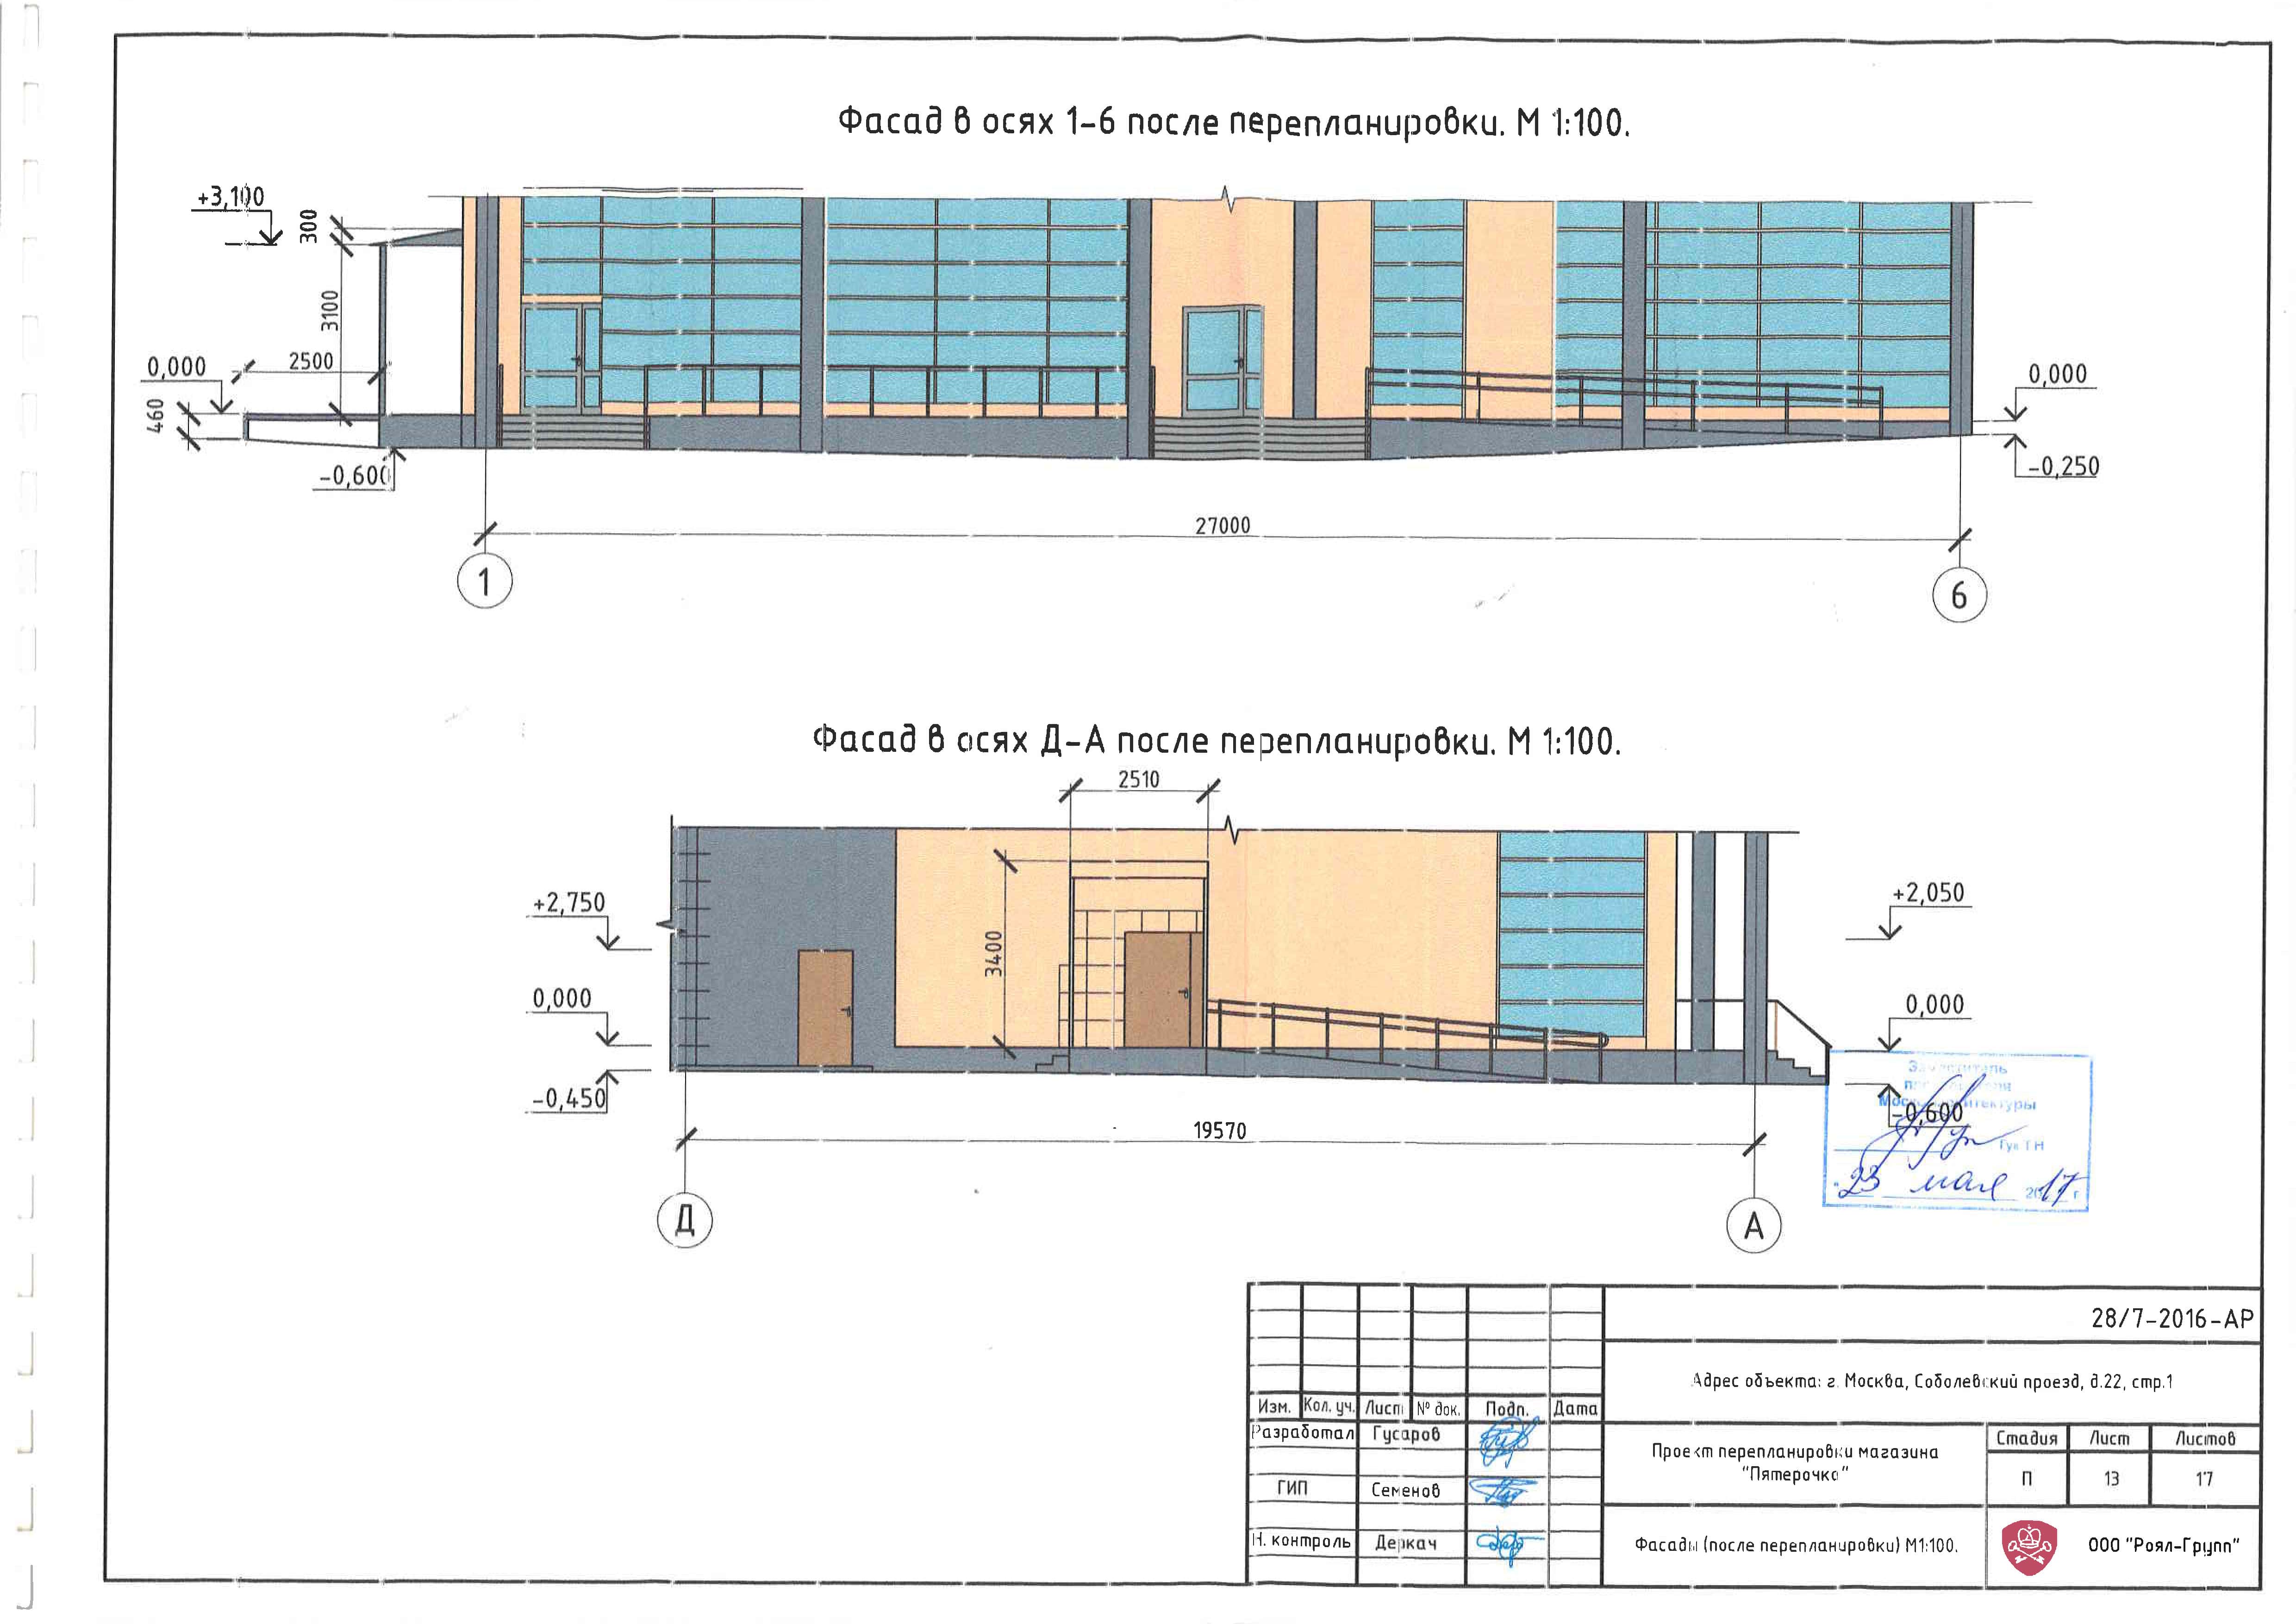 Фасад в осях 1-6 после перепланировки. М 1:100.
+3,100
300
3100
2500
0,000
460
-0,600
0,000
-0,250
27000
1
6
Фасад в осях Д-А после перепланировки. М 1:100.
2510
3400
+2,750
0,000
-0,450
+2,050
0,000
-0,600
19570
Д
А
Заместитель
Гук Т Н
"23 мая 2017 г
28/7-2016-АР
Адрес объекта: г. Москва, Соболевский проезд, д.22, стр.1
Изм. Кол. уч. Лист № док. Подп. Дата
Разработал Гусаров
ГИП Семенов
Н. контроль Деркач
Проект перепланировки магазина
"Пятерочка"
Стадия Лист Листов
П 13 17
Фасады (после перепланировки) М1:100.
ООО "Роял-Групп"